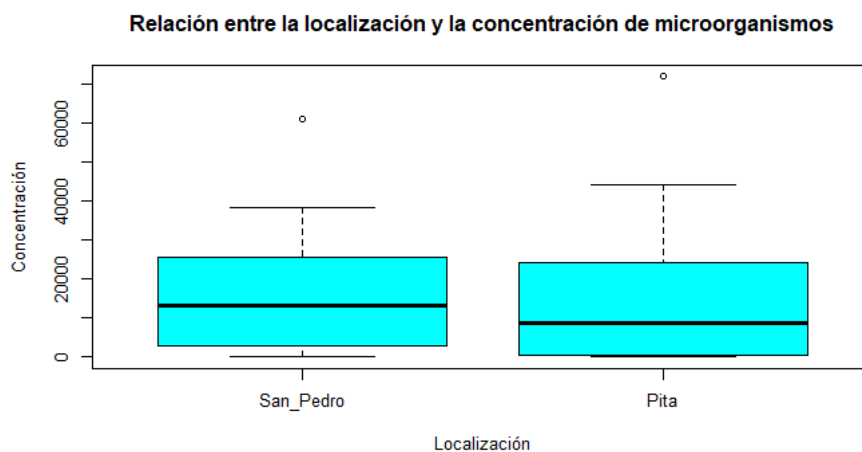 Relación entre la localización y la concentración de microorganismos
Concentración
60000
40000
20000
0
San_Pedro
Pita
Localización